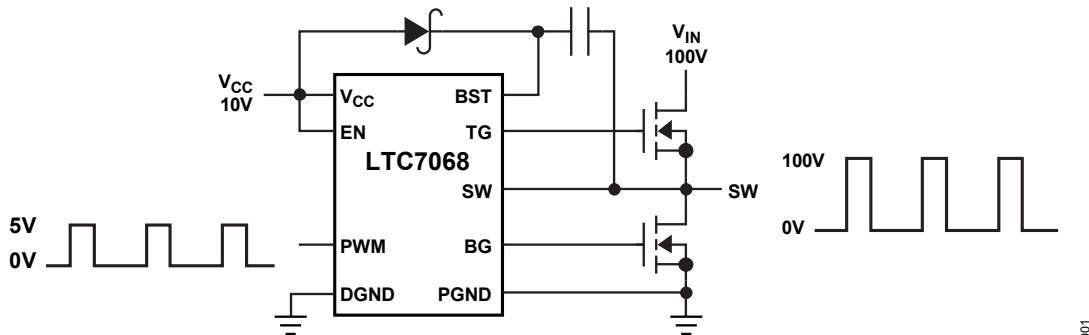 VIN
100V
VCC
10V
VCC
BST
EN
TG
LTC7068
100V
SW
SW
5V
0V
0V
PWM
BG
DGND
PGND
001